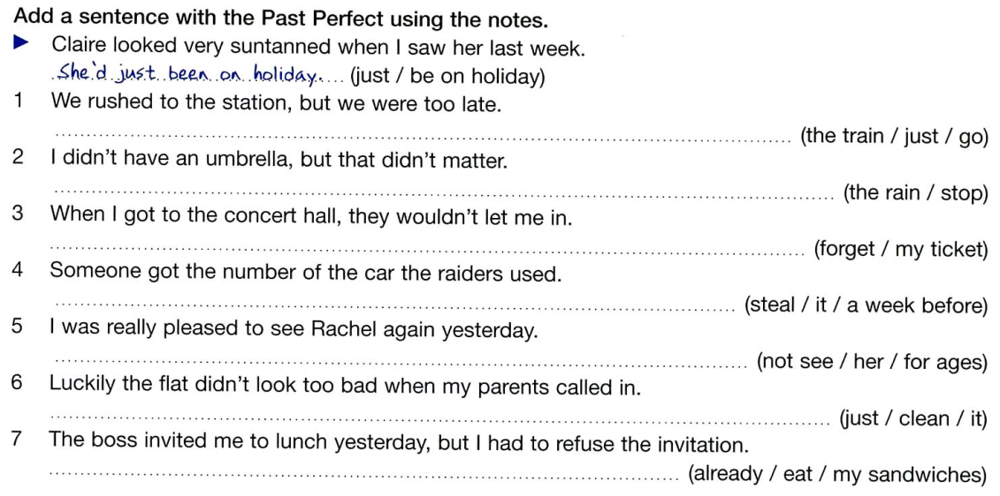 Add a sentence with the Past Perfect using the notes.
► Claire looked very suntanned when I saw her last week.
She'd just been on holiday. (just / be on holiday)
1 We rushed to the station, but we were too late.
.................... (the train / just / go)
2 I didn't have an umbrella, but that didn't matter.
.................... (the rain / stop)
3 When I got to the concert hall, they wouldn't let me in.
.................... (forget / my ticket)
4 Someone got the number of the car the raiders used.
.................... (steal / it / a week before)
5 I was really pleased to see Rachel again yesterday.
.................... (not see / her / for ages)
6 Luckily the flat didn't look too bad when my parents called in.
.................... (just / clean / it)
7 The boss invited me to lunch yesterday, but I had to refuse the invitation.
.................... (already / eat / my sandwiches)